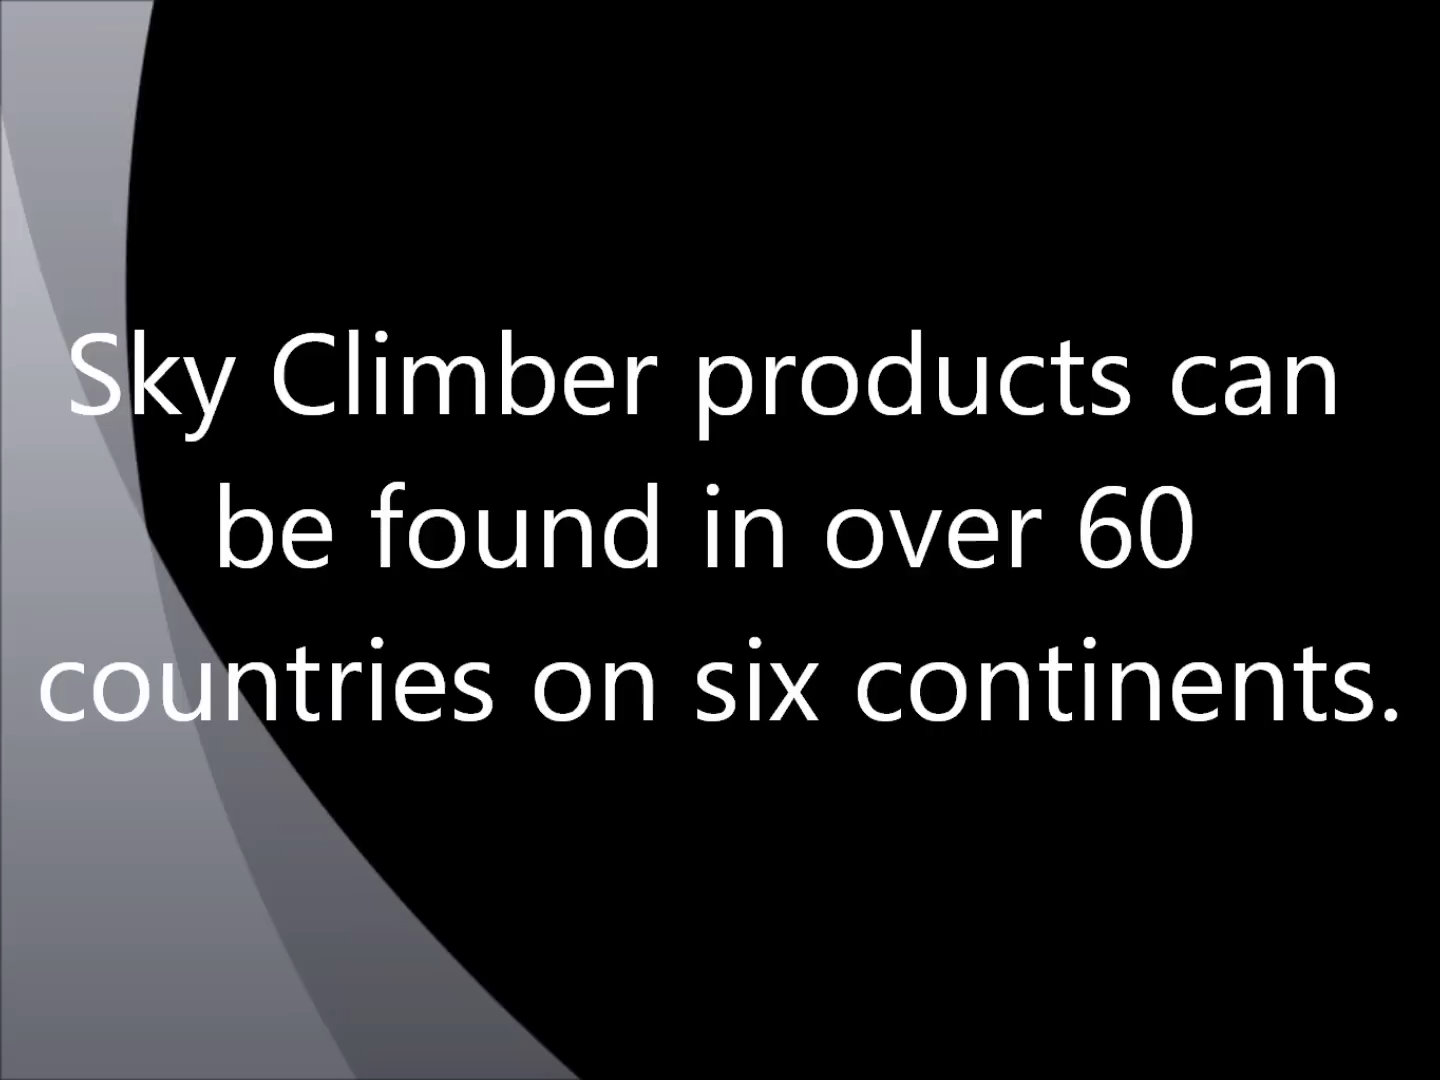 Sky Climber products can
be found in over 60
countries on six continents.